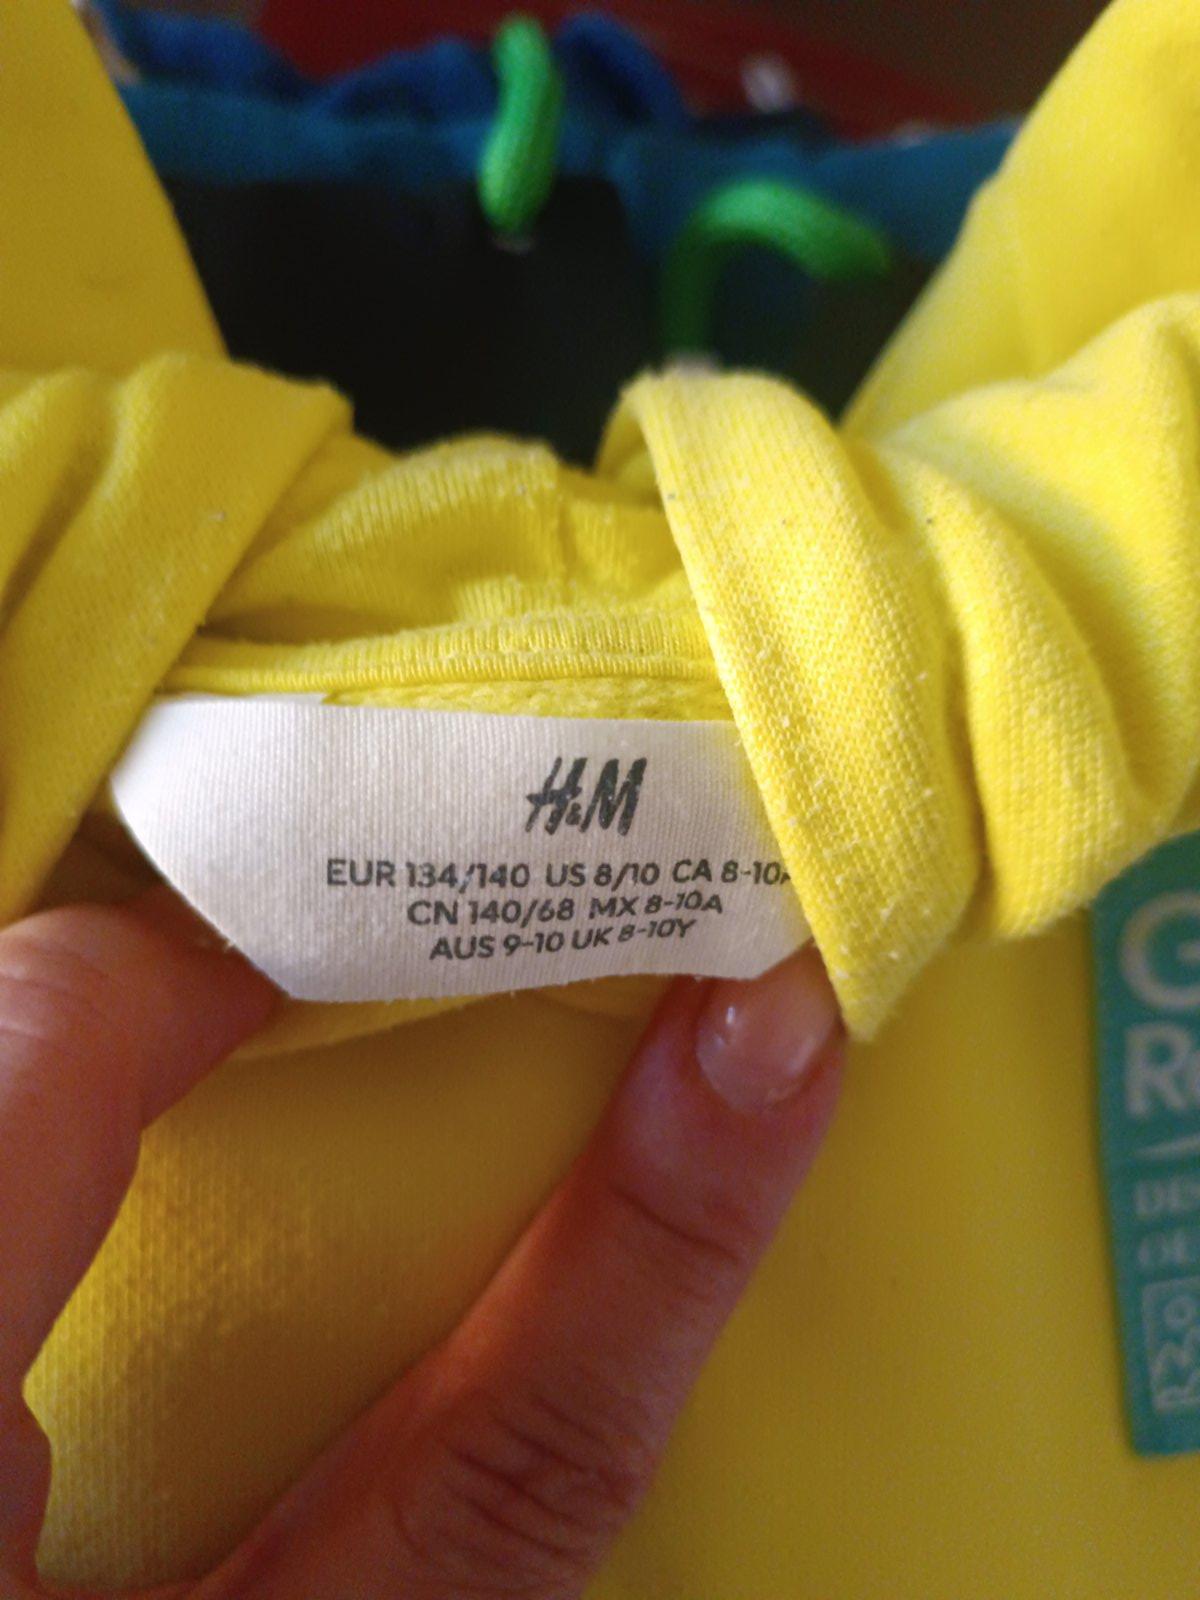 H&M
EUR 134/140 US 8/10 CA 8-10
CN 140/68 MX 8-10A
AUS 9-10 UK 8-10Y